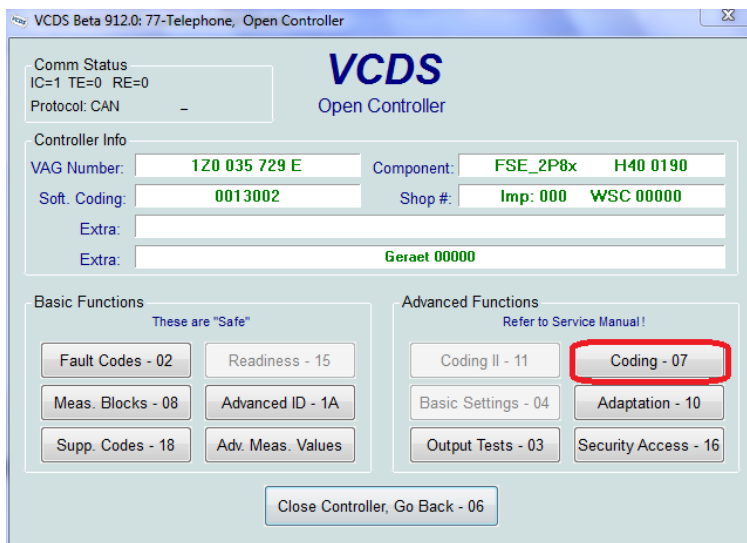 VCDS Beta 912.0: 77-Telephone, Open Controller
Comm Status
IC=1 TE=0 RE=0
Protocol: CAN
VCDS
Open Controller
Controller Info
VAG Number: 1Z0 035 729 E Component: FSE_2P8x H40 0190
Soft. Coding: 0013002 Shop #: Imp: 000 WSC 00000
Extra:
Extra: Geraet 00000
Basic Functions
These are "Safe"
Fault Codes - 02 Readiness - 15
Meas. Blocks - 08 Advanced ID - 1A
Supp. Codes - 18 Adv. Meas. Values
Advanced Functions
Refer to Service Manual!
Coding II - 11 Coding - 07
Basic Settings - 04 Adaptation - 10
Output Tests - 03 Security Access - 16
Close Controller, Go Back - 06